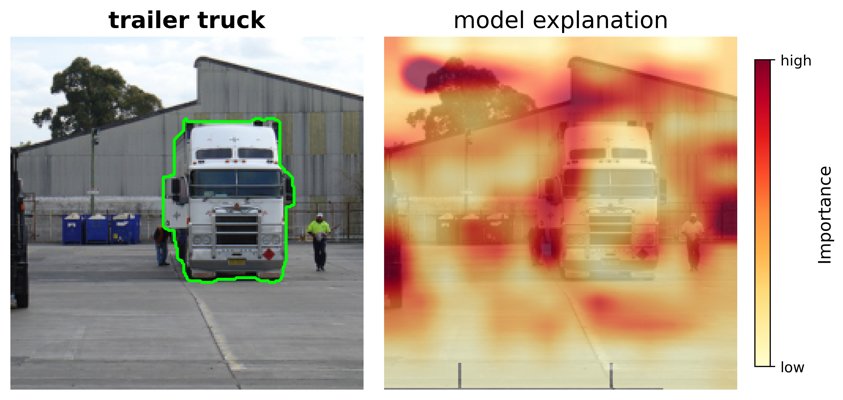 trailer truck
model explanation
high
Importance
low